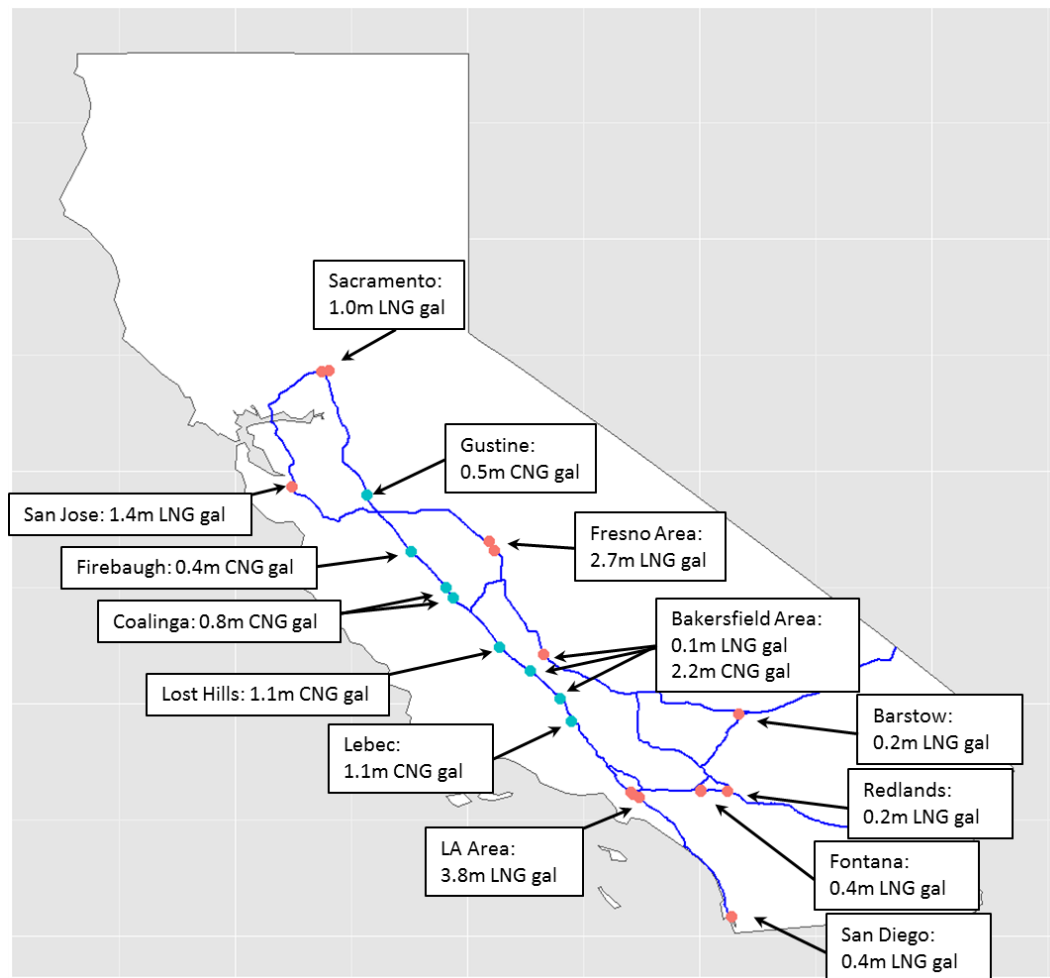 Sacramento:
1.0m LNG gal
Gustine:
0.5m CNG gal
San Jose: 1.4m LNG gal
Fresno Area:
2.7m LNG gal
Firebaugh: 0.4m CNG gal
Coalinga: 0.8m CNG gal
Bakersfield Area:
0.1m LNG gal
2.2m CNG gal
Lost Hills: 1.1m CNG gal
Barstow:
0.2m LNG gal
Lebec:
1.1m CNG gal
Redlands:
0.2m LNG gal
LA Area:
3.8m LNG gal
Fontana:
0.4m LNG gal
San Diego:
0.4m LNG gal